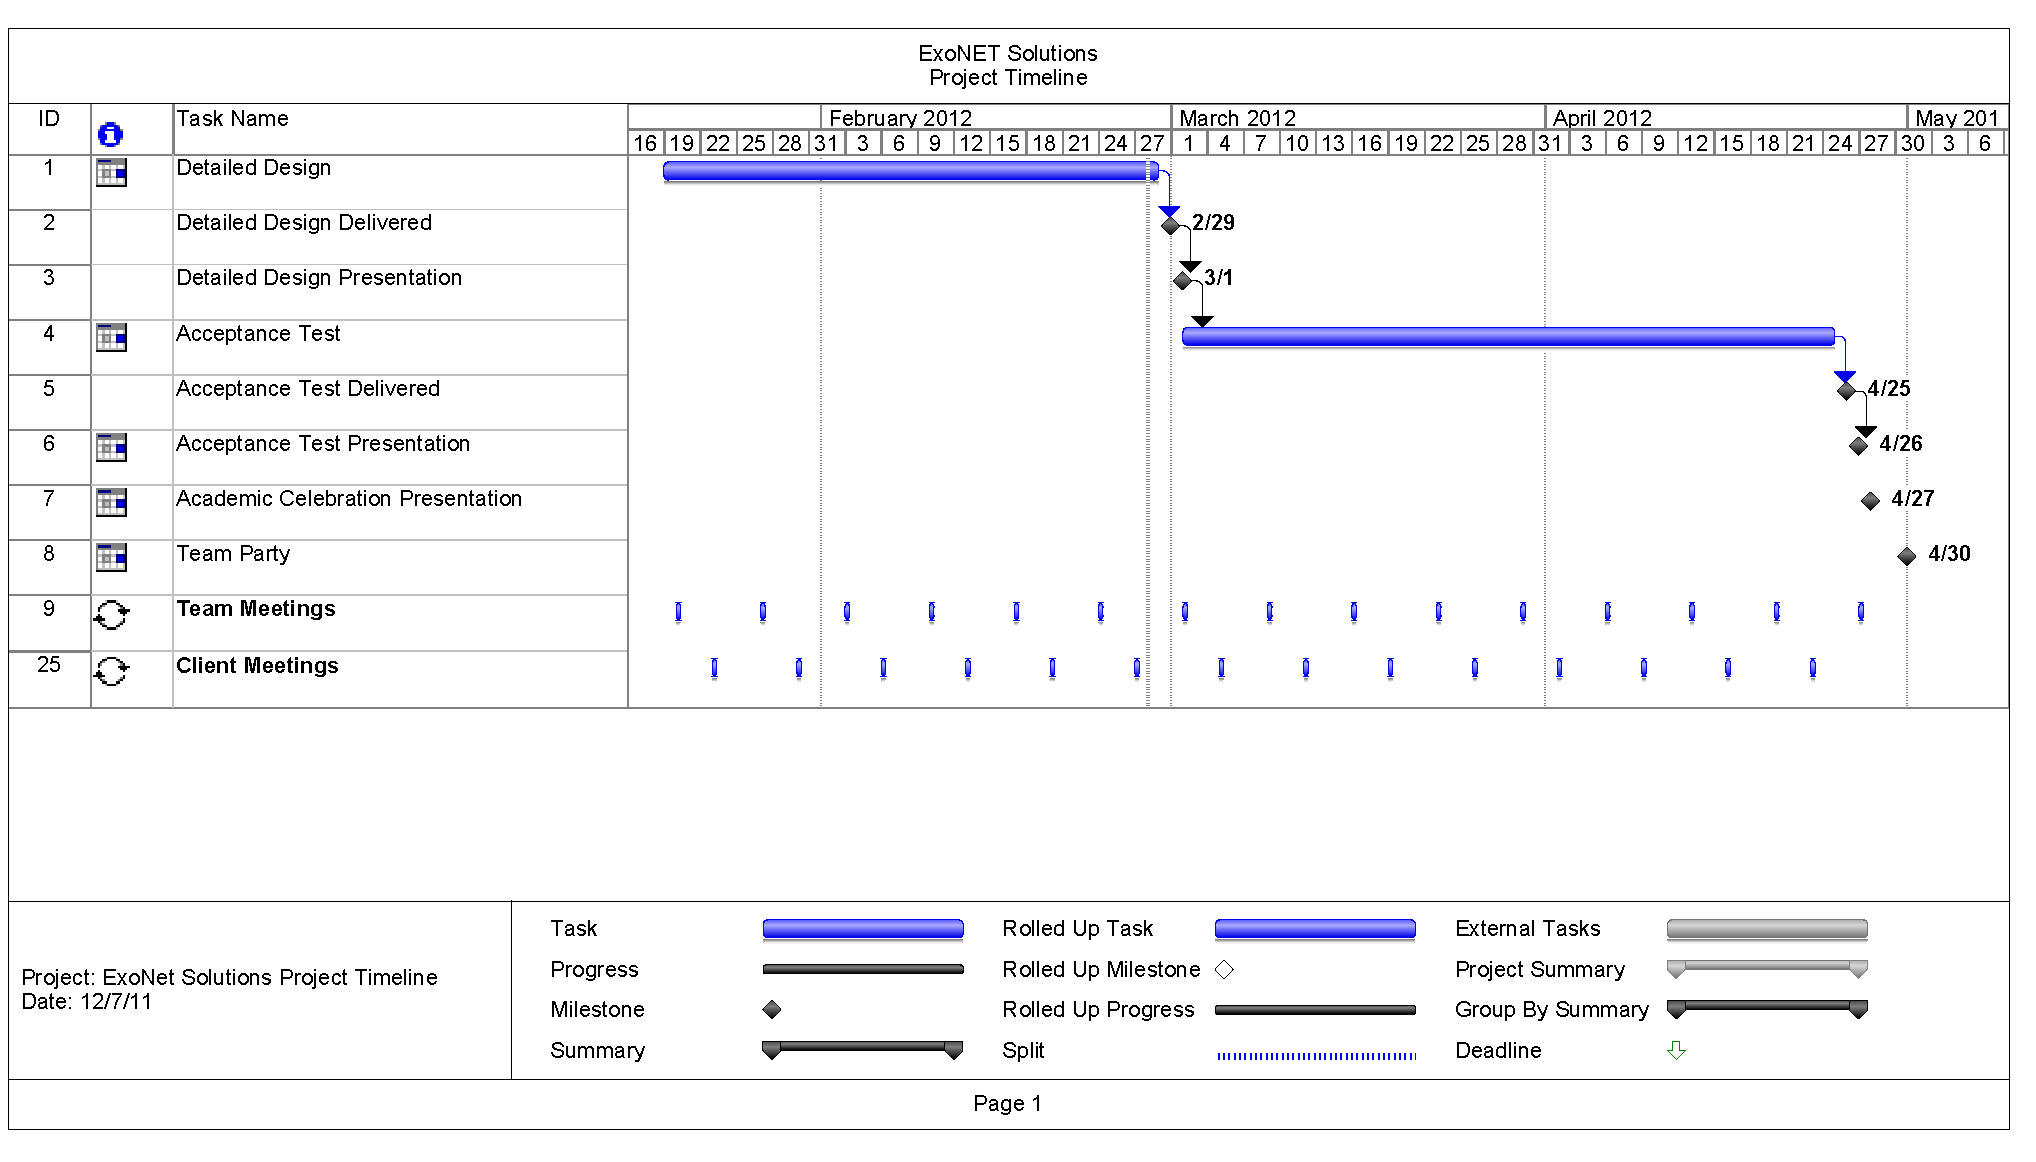 ExoNET Solutions
Project Timeline
ID Task Name February 2012 March 2012 April 2012 May 201
16 19 22 25 28 31 3 6 9 12 15 18 21 24 27 1 4 7 10 13 16 19 22 25 28 31 3 6 9 12 15 18 21 24 27 30 3 6
1 Detailed Design
2 Detailed Design Delivered 2/29
3 Detailed Design Presentation 3/1
4 Acceptance Test
5 Acceptance Test Delivered 4/25
6 Acceptance Test Presentation 4/26
7 Academic Celebration Presentation 4/27
8 Team Party 4/30
9 Team Meetings
25 Client Meetings
Project: ExoNet Solutions Project Timeline
Date: 12/7/11
Task Rolled Up Task External Tasks
Progress Rolled Up Milestone Project Summary
Milestone Rolled Up Progress Group By Summary
Summary Split Deadline
Page 1